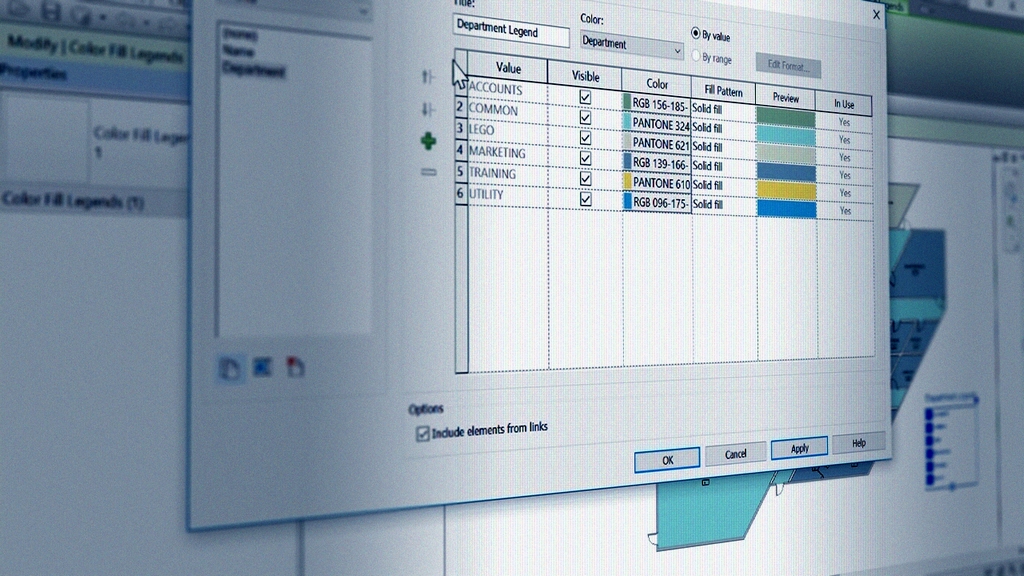 Modify | Color Fill Legends
Properties
Color Fill Leger
1
Color Fill Legends (1)
(none)
Name
Department
Title:
Department Legend
Color:
Department
By value
By range
Edit Format...
Value Visible Color Fill Pattern Preview In Use
ACCOUNTS RGB 156-185- Solid fill Yes
2 COMMON PANTONE 324 Solid fill Yes
3 LEGO PANTONE 621 Solid fill Yes
4 MARKETING RGB 139-166- Solid fill Yes
5 TRAINING PANTONE 610 Solid fill Yes
6 UTILITY RGB 096-175- Solid fill Yes
Options
Include elements from links
OK Cancel Apply Help